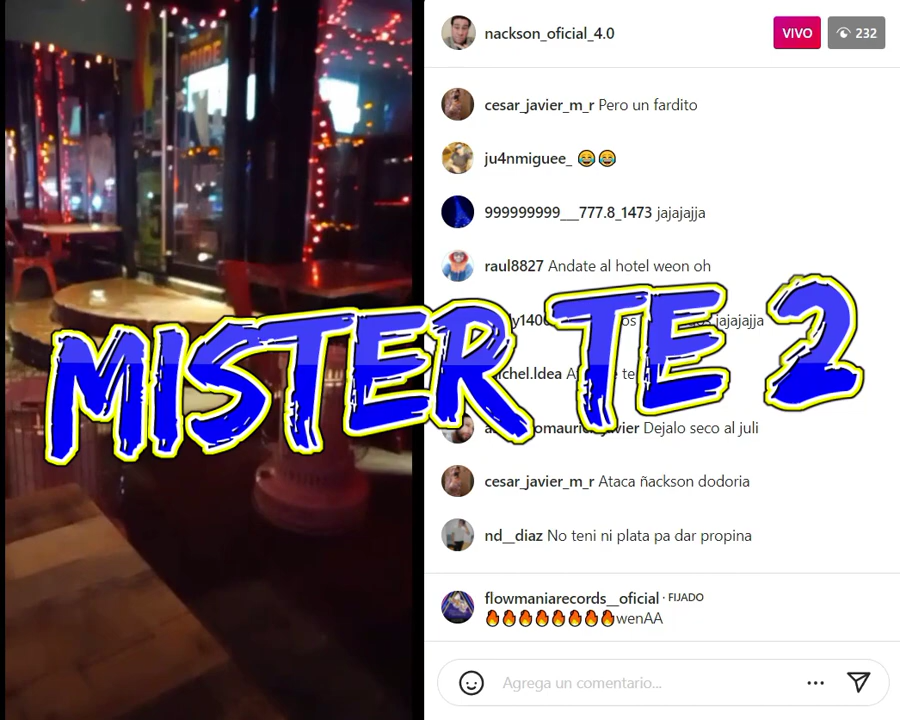 nackson_oficial_4.0
VIVO
232
cesar_javier_m_r Pero un fardito
ju4nmiguee_ 😂😂
999999999___777.8_1473 jajajajja
raul8827 Andate al hotel weon oh
jajajajja
MISTER TE 2
Dejalo seco al juli
cesar_javier_m_r Ataca ñackson dodoria
nd__diaz No teni ni plata pa dar propina
flowmaniarecords__oficial · FIJADO
🔥🔥🔥🔥🔥🔥🔥🔥wenAA
Agrega un comentario...